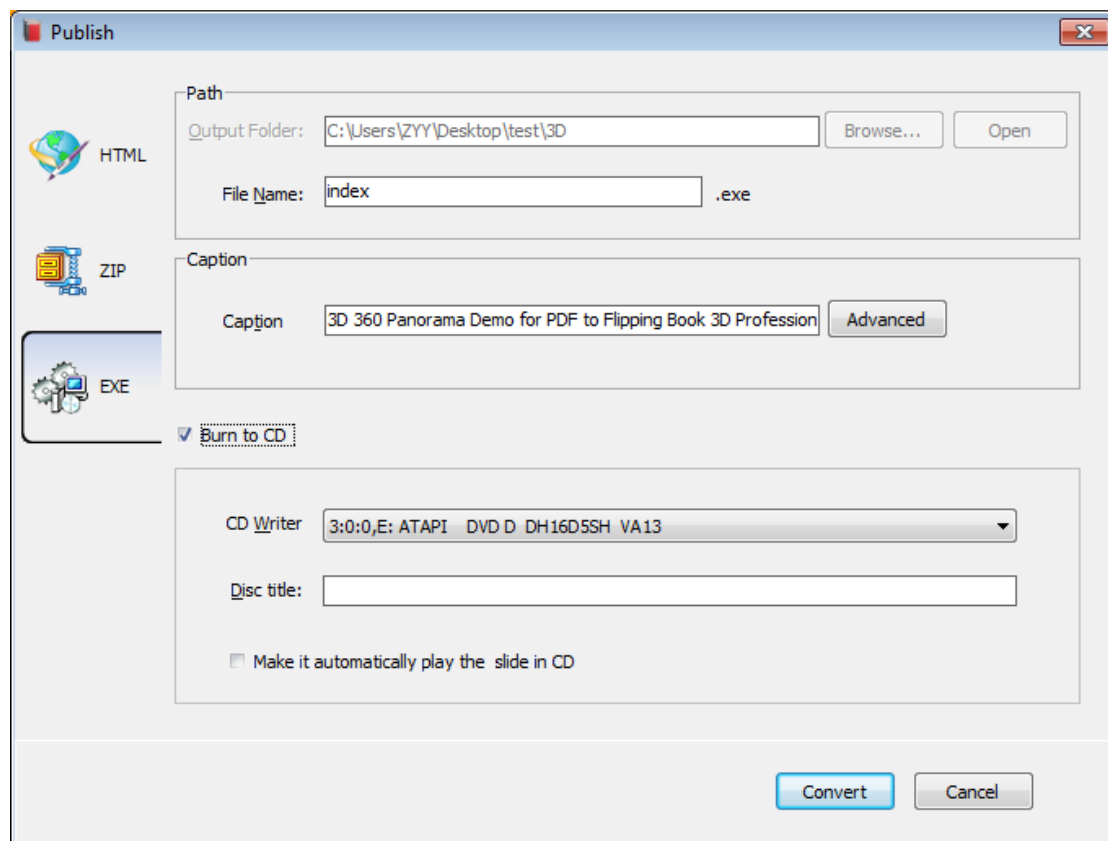 Publish
HTML
ZIP
EXE
Path
Output Folder: C:\Users\ZYY\Desktop\test\3D Browse... Open
File Name: index .exe
Caption
Caption 3D 360 Panorama Demo for PDF to Flipping Book 3D Profession Advanced
Burn to CD
CD Writer 3:0:0,E: ATAPI DVD D DH16D5SH VA13
Disc title:
Make it automatically play the slide in CD
Convert Cancel